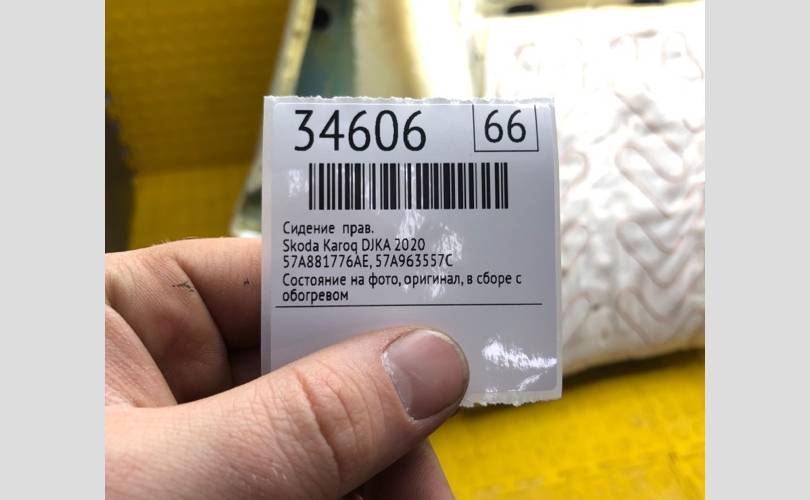 34606
66
Сидение прав.
Skoda Karoq DJKA 2020
57A881776AE, 57A963557C
Состояние на фото, оригинал, в сборе с
обогревом